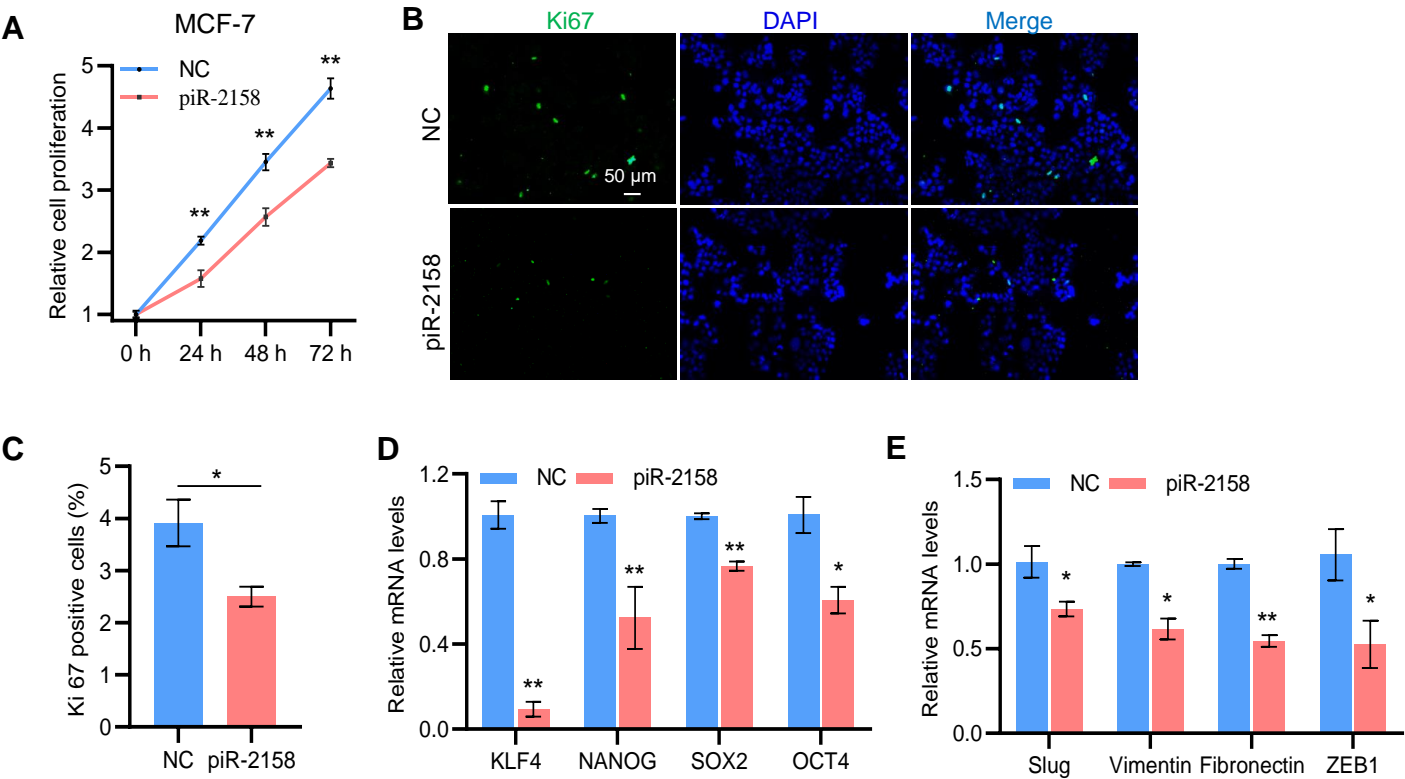 A
MCF-7
NC
piR-2158
Relative cell proliferation
5
4
3
2
1
**
**
**
0 h 24 h 48 h 72 h
B
Ki67 DAPI Merge
NC
50 μm
piR-2158
C
Ki 67 positive cells (%)
5
4
3
2
1
0
*
NC piR-2158
D
NC piR-2158
Relative mRNA levels
1.2
0.8
0.4
0.0
**
**
**
*
KLF4 NANOG SOX2 OCT4
E
NC piR-2158
Relative mRNA levels
1.5
1.0
0.5
0.0
*
*
**
*
Slug Vimentin Fibronectin ZEB1